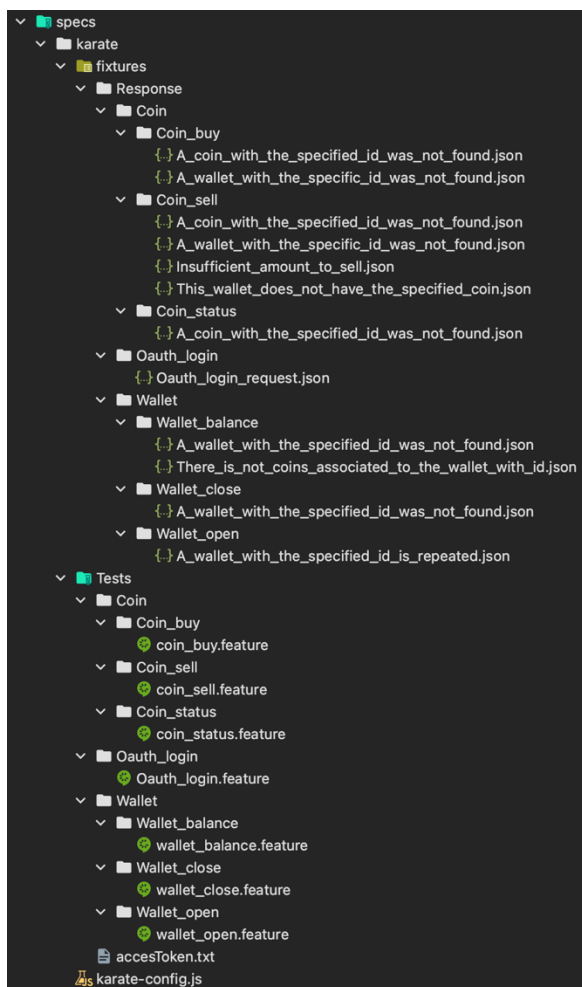 specs
karate
fixtures
Response
Coin
Coin_buy
{..} A_coin_with_the_specified_id_was_not_found.json
{..} A_wallet_with_the_specific_id_was_not_found.json
Coin_sell
{..} A_coin_with_the_specified_id_was_not_found.json
{..} A_wallet_with_the_specific_id_was_not_found.json
{..} Insufficient_amount_to_sell.json
{..} This_wallet_does_not_have_the_specified_coin.json
Coin_status
{..} A_coin_with_the_specified_id_was_not_found.json
Oauth_login
{..} Oauth_login_request.json
Wallet
Wallet_balance
{..} A_wallet_with_the_specified_id_was_not_found.json
{..} There_is_not_coins_associated_to_the_wallet_with_id.json
Wallet_close
{..} A_wallet_with_the_specified_id_was_not_found.json
Wallet_open
{..} A_wallet_with_the_specified_id_is_repeated.json
Tests
Coin
Coin_buy
coin_buy.feature
Coin_sell
coin_sell.feature
Coin_status
coin_status.feature
Oauth_login
Oauth_login.feature
Wallet
Wallet_balance
wallet_balance.feature
Wallet_close
wallet_close.feature
Wallet_open
wallet_open.feature
accesToken.txt
JS karate-config.js